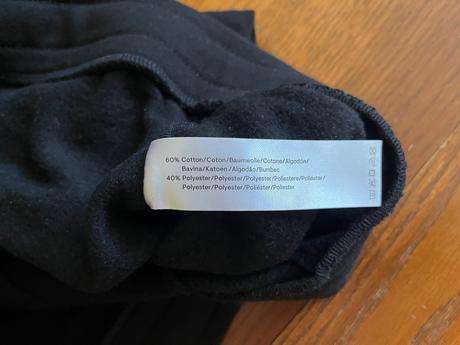 60% Cotton/Coton/Baumwolle/Cotone/Algodón/
Bavlna/Katoen/Algodão/Bumbac
40% Polyester/Polyester/Polyester/Poliestere/Poliéster/
Polyester/Polyester/Poliéster/Poliester